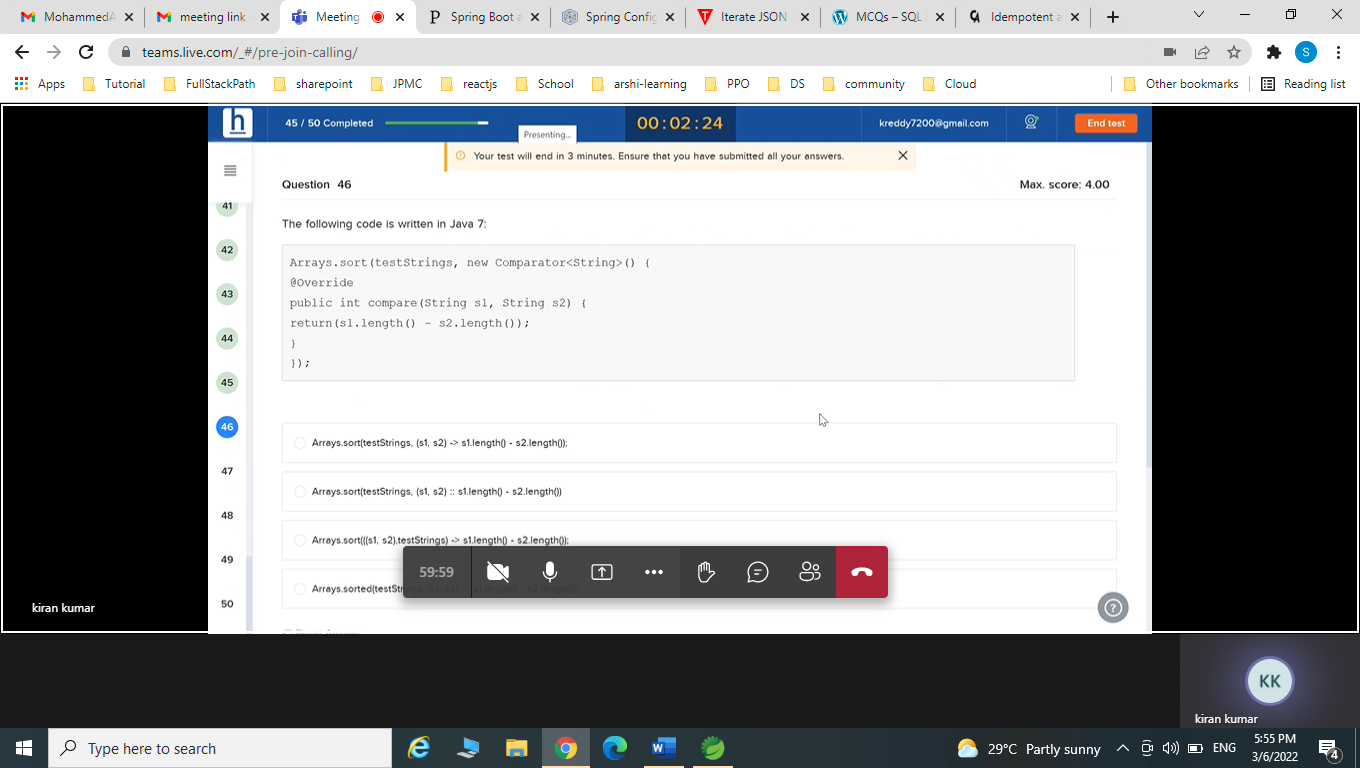 MohammedA
meeting link
Meeting
Spring Boot a
Spring Config
Iterate JSON
MCQs – SQL
Idempotent a
teams.live.com/_#/pre-join-calling/
S
Apps
Tutorial
FullStackPath
sharepoint
JPMC
reactjs
School
arshi-learning
PPO
DS
community
Cloud
Other bookmarks
Reading list
h
45 / 50 Completed
Presenting...
00:02:24
kreddy7200@gmail.com
End test
Your test will end in 3 minutes. Ensure that you have submitted all your answers.
Question 46
Max. score: 4.00
41
42
43
44
45
46
47
48
49
50
The following code is written in Java 7:
Arrays.sort(testStrings, new Comparator<String>() {
@Override
public int compare(String s1, String s2) {
return(s1.length() - s2.length());
}
});
Arrays.sort(testStrings, (s1, s2) -> s1.length() - s2.length());
Arrays.sort(testStrings, (s1, s2) :: s1.length() - s2.length())
Arrays.sort(((s1, s2),testStrings) -> s1.length() - s2.length());
Arrays.sorted(testStrings
59:59
kiran kumar
KK
kiran kumar
Type here to search
29°C Partly sunny
ENG
5:55 PM
3/6/2022
4